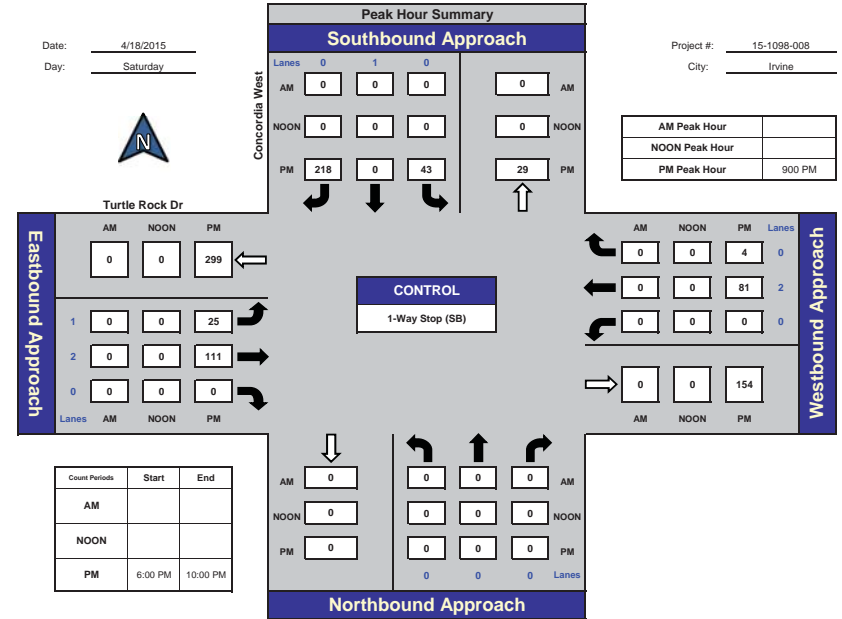 Peak Hour Summary
Southbound Approach
Date: 4/18/2015
Day: Saturday
Project #: 15-1098-008
City: Irvine
N
Concordia West
Lanes 0 1 0
AM 0 0 0 0 AM
NOON 0 0 0 0 NOON
PM 218 0 43 29 PM
AM Peak Hour
NOON Peak Hour
PM Peak Hour 900 PM
Turtle Rock Dr
Eastbound Approach
AM NOON PM
0 0 299
1 0 0 25
2 0 0 111
0 0 0 0
Lanes AM NOON PM
CONTROL
1-Way Stop (SB)
AM NOON PM Lanes
0 0 4 0
0 0 81 2
0 0 0 0
0 0 154
AM NOON PM
Westbound Approach
Count Periods Start End
AM
NOON
PM 6:00 PM 10:00 PM
AM 0 0 0 0 AM
NOON 0 0 0 0 NOON
PM 0 0 0 0 PM
0 0 0 Lanes
Northbound Approach